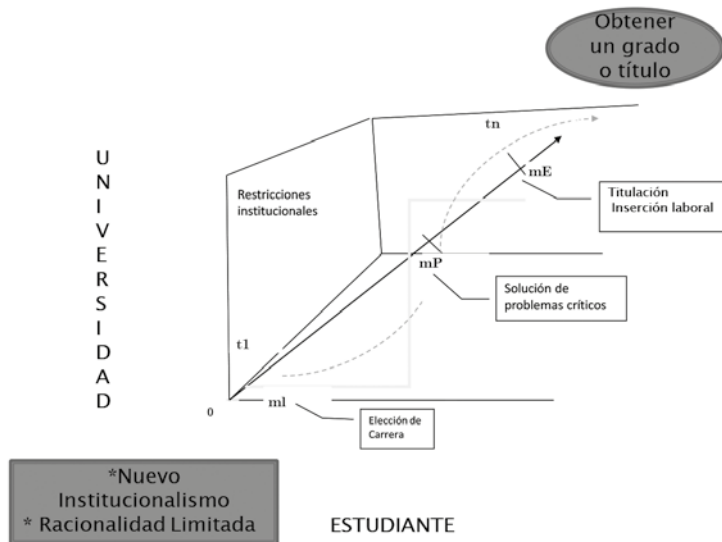 Obtener
un grado
o título
UNIVERSIDAD
tn
mE
Titulación
Inserción laboral
Restricciones
institucionales
mP
Solución de
problemas críticos
t1
0
mI
Elección de
Carrera
*Nuevo
Institucionalismo
* Racionalidad Limitada
ESTUDIANTE